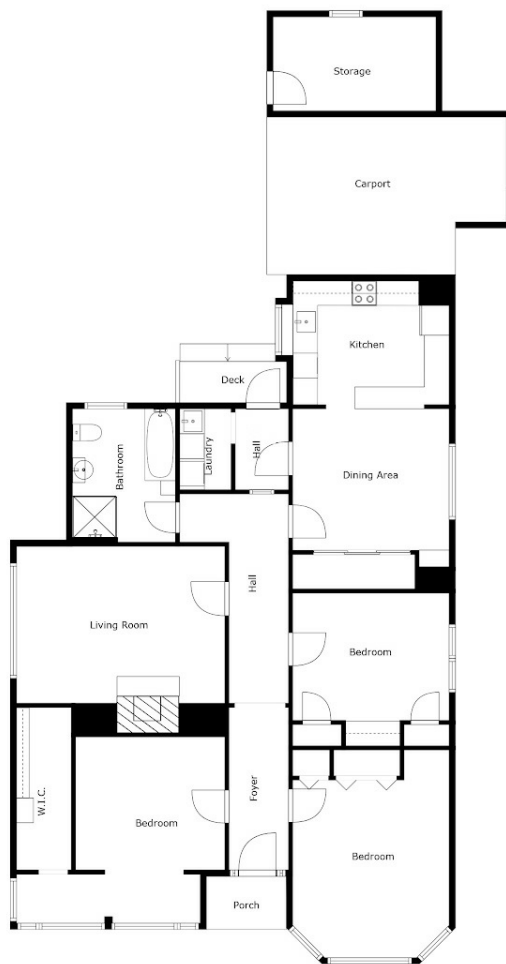 Storage
Carport
Kitchen
Deck
Bathroom
Laundry
Hall
Dining Area
Hall
Living Room
Bedroom
W.I.C.
Bedroom
Foyer
Bedroom
Porch